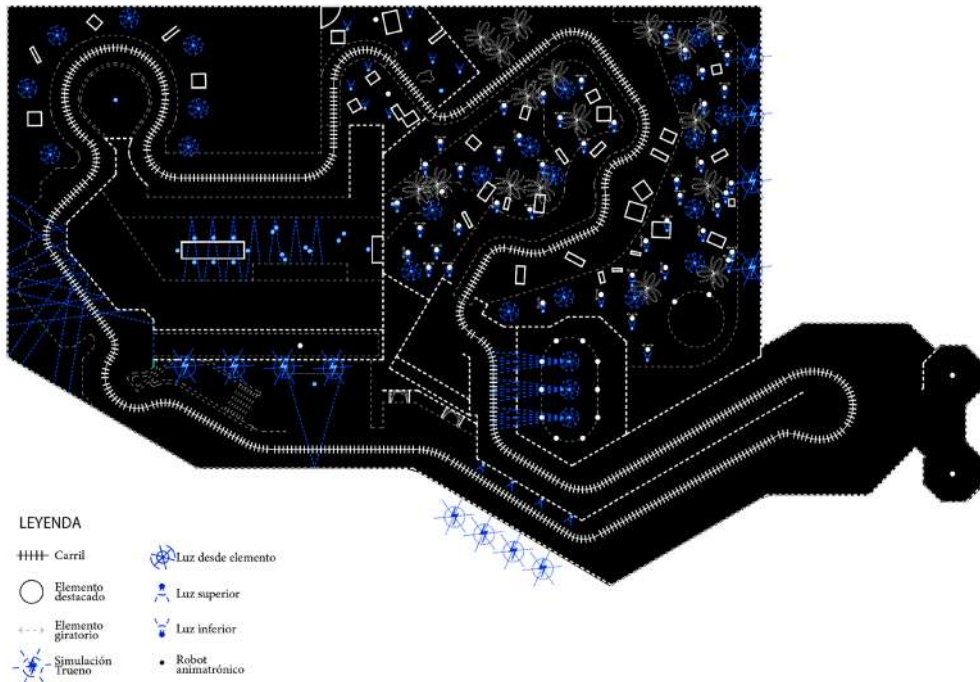 LEYENDA
Carril
Elemento
destacado
Elemento
giratorio
Simulación
Trueno
Luz desde elemento
Luz superior
Luz inferior
Robot
animatrónico